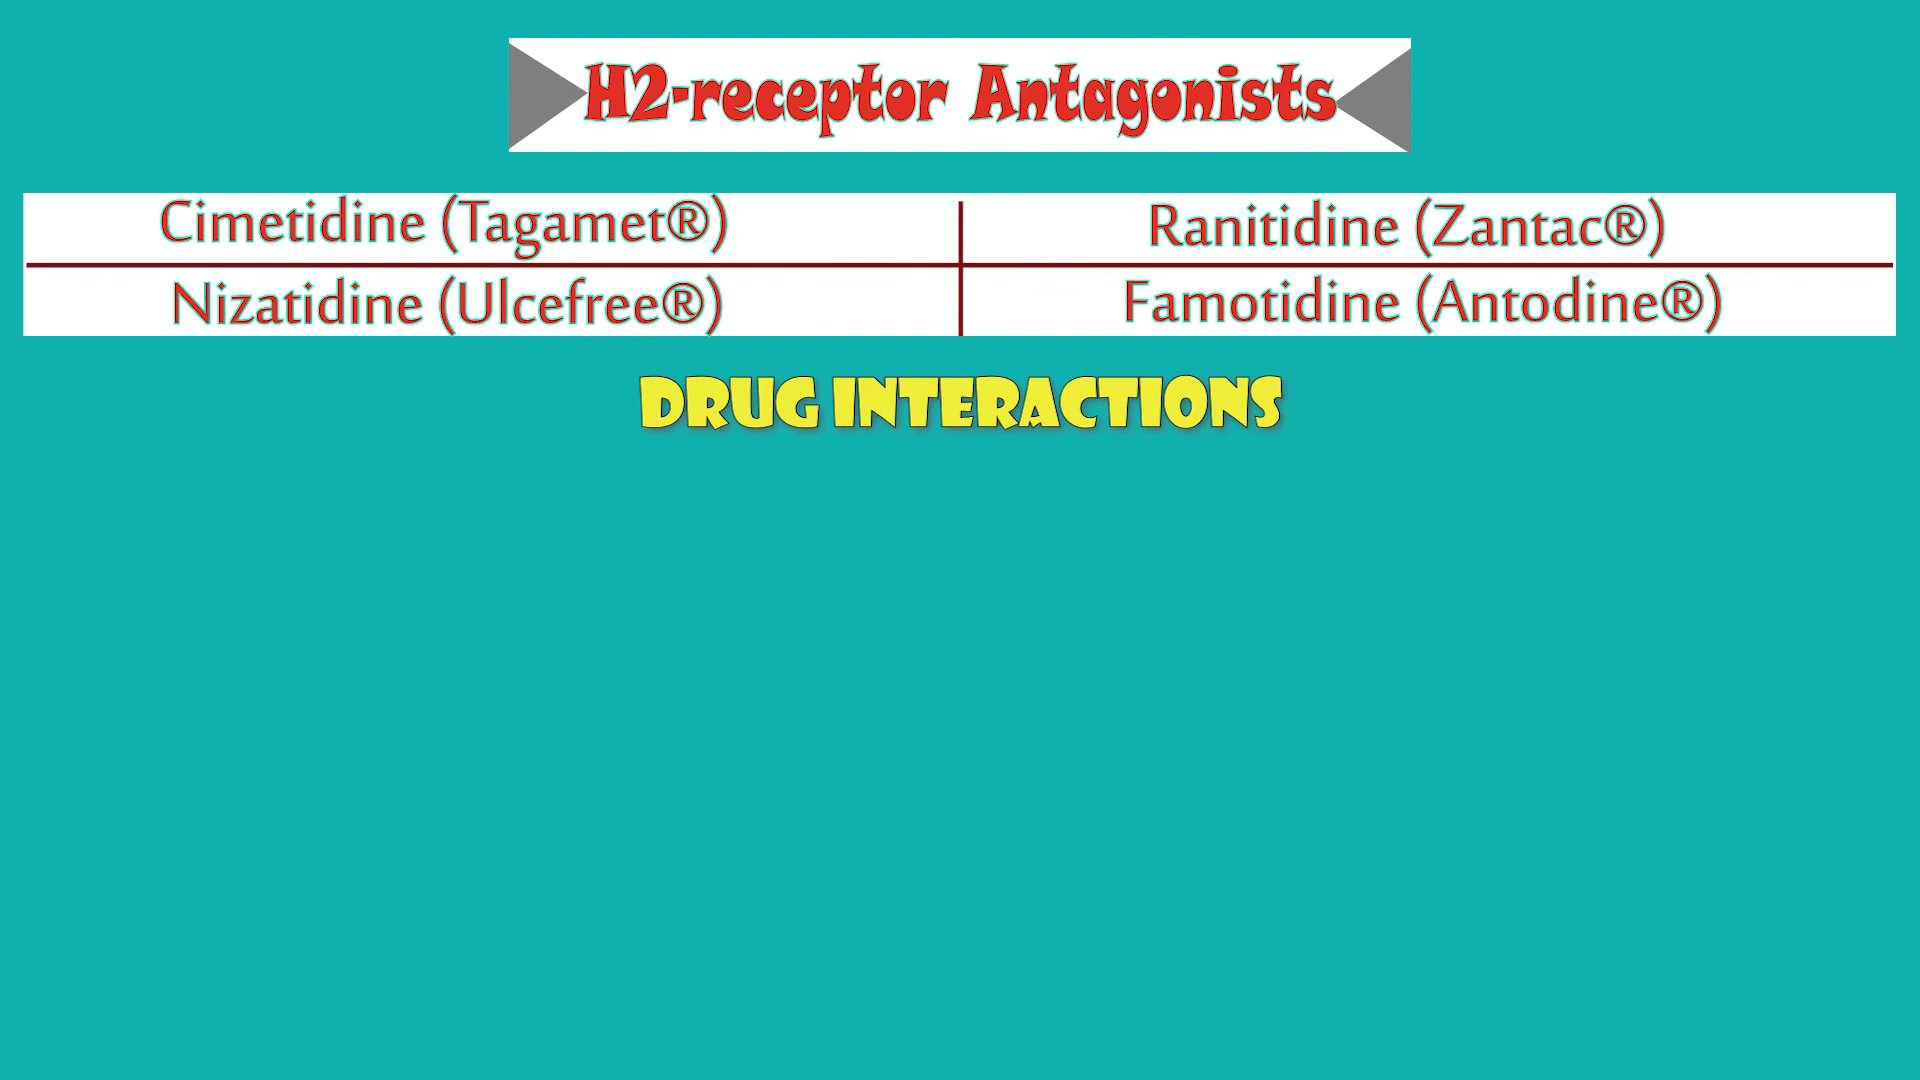 H2-receptor Antagonists
Cimetidine (Tagamet®)
Ranitidine (Zantac®)
Nizatidine (Ulcefree®)
Famotidine (Antodine®)
DRUG INTERACTIONS